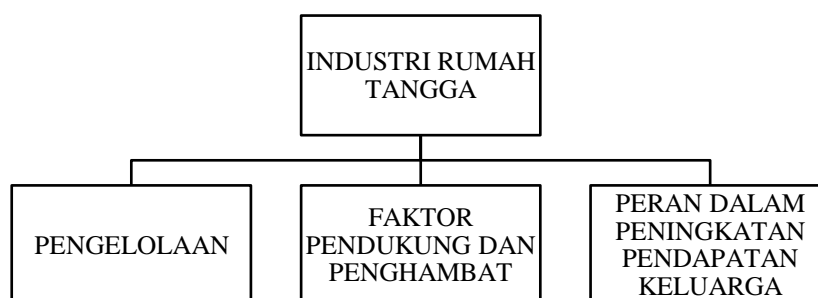 INDUSTRI RUMAH
TANGGA
PENGELOLAAN
FAKTOR
PENDUKUNG DAN
PENGHAMBAT
PERAN DALAM
PENINGKATAN
PENDAPATAN
KELUARGA